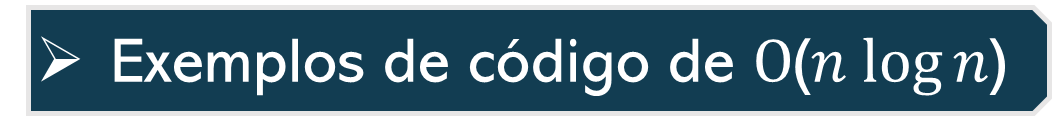 ➢ Exemplos de código de O(n log n)